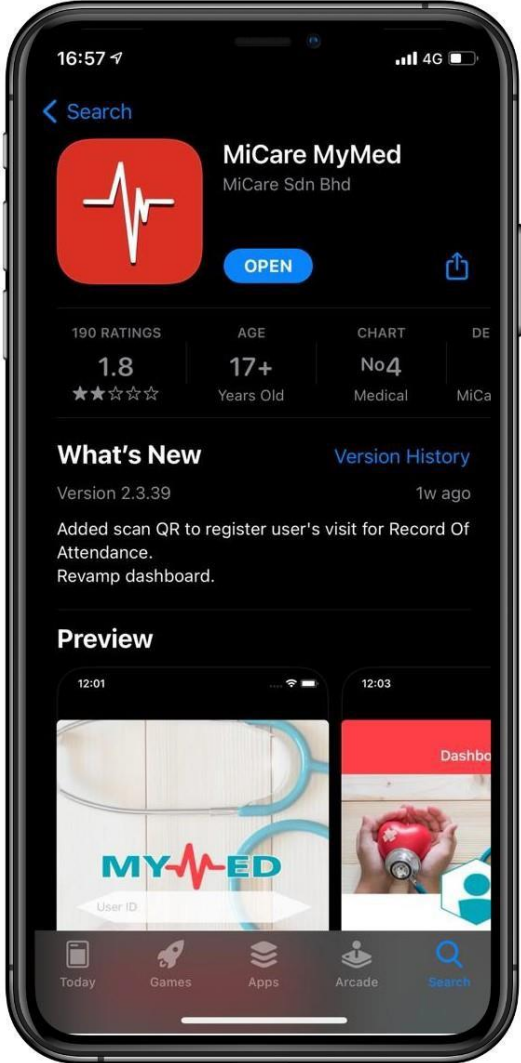 16:57
4G
Search
MiCare MyMed
MiCare Sdn Bhd
OPEN
190 RATINGS
1.8
AGE
17+
Years Old
CHART
No4
Medical
DE
MiCa
What's New
Version History
Version 2.3.39
1w ago
Added scan QR to register user's visit for Record Of
Attendance.
Revamp dashboard.
Preview
12:01
12:03
Dashbo
MY ED
User ID
Today
Games
Apps
Arcade
Search